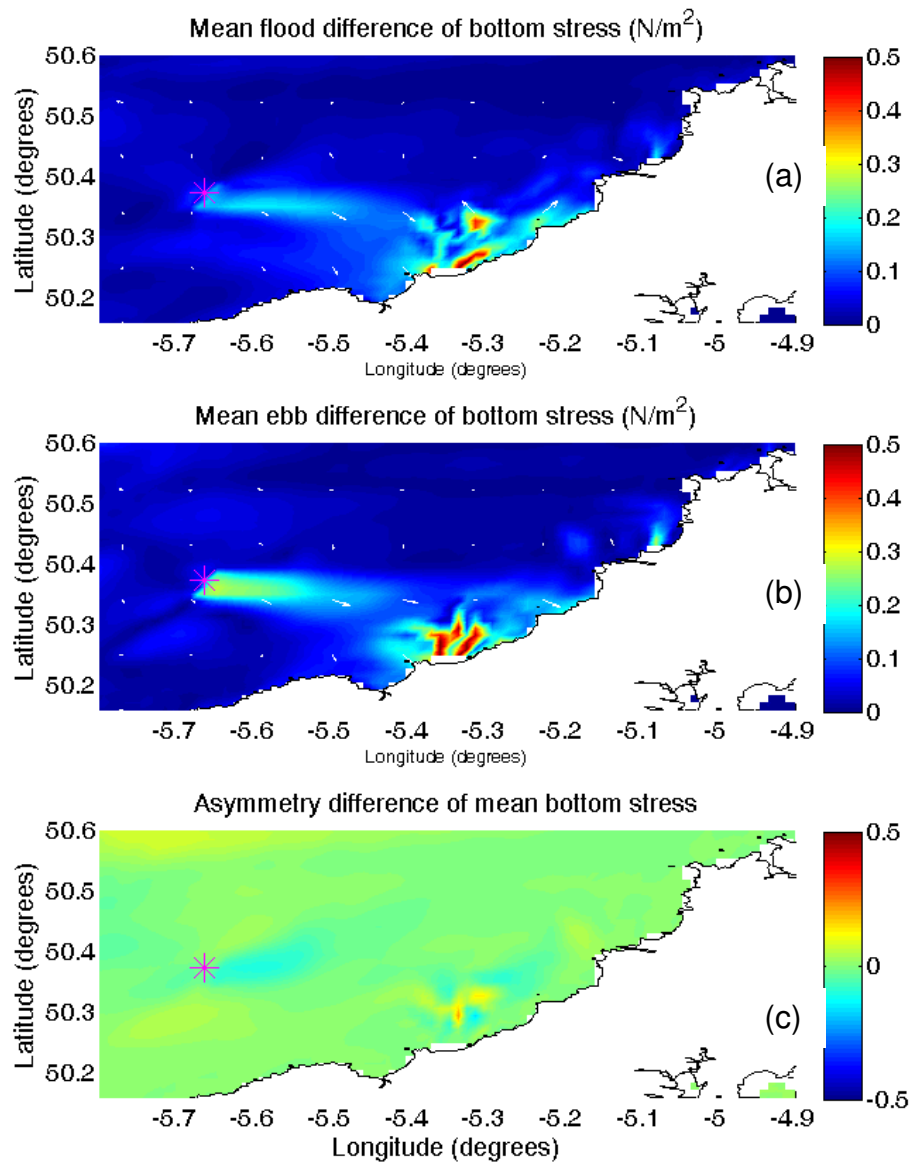 Mean flood difference of bottom stress (N/m²)
50.6
50.5
50.4
50.3
50.2
Latitude (degrees)
-5.7 -5.6 -5.5 -5.4 -5.3 -5.2 -5.1 -5 -4.9
Longitude (degrees)
(a)
0.5
0.4
0.3
0.2
0.1
0
Mean ebb difference of bottom stress (N/m²)
50.6
50.5
50.4
50.3
50.2
Latitude (degrees)
-5.7 -5.6 -5.5 -5.4 -5.3 -5.2 -5.1 -5 -4.9
Longitude (degrees)
(b)
0.5
0.4
0.3
0.2
0.1
0
Asymmetry difference of mean bottom stress
50.6
50.5
50.4
50.3
50.2
Latitude (degrees)
-5.7 -5.6 -5.5 -5.4 -5.3 -5.2 -5.1 -5 -4.9
Longitude (degrees)
(c)
0.5
0
-0.5